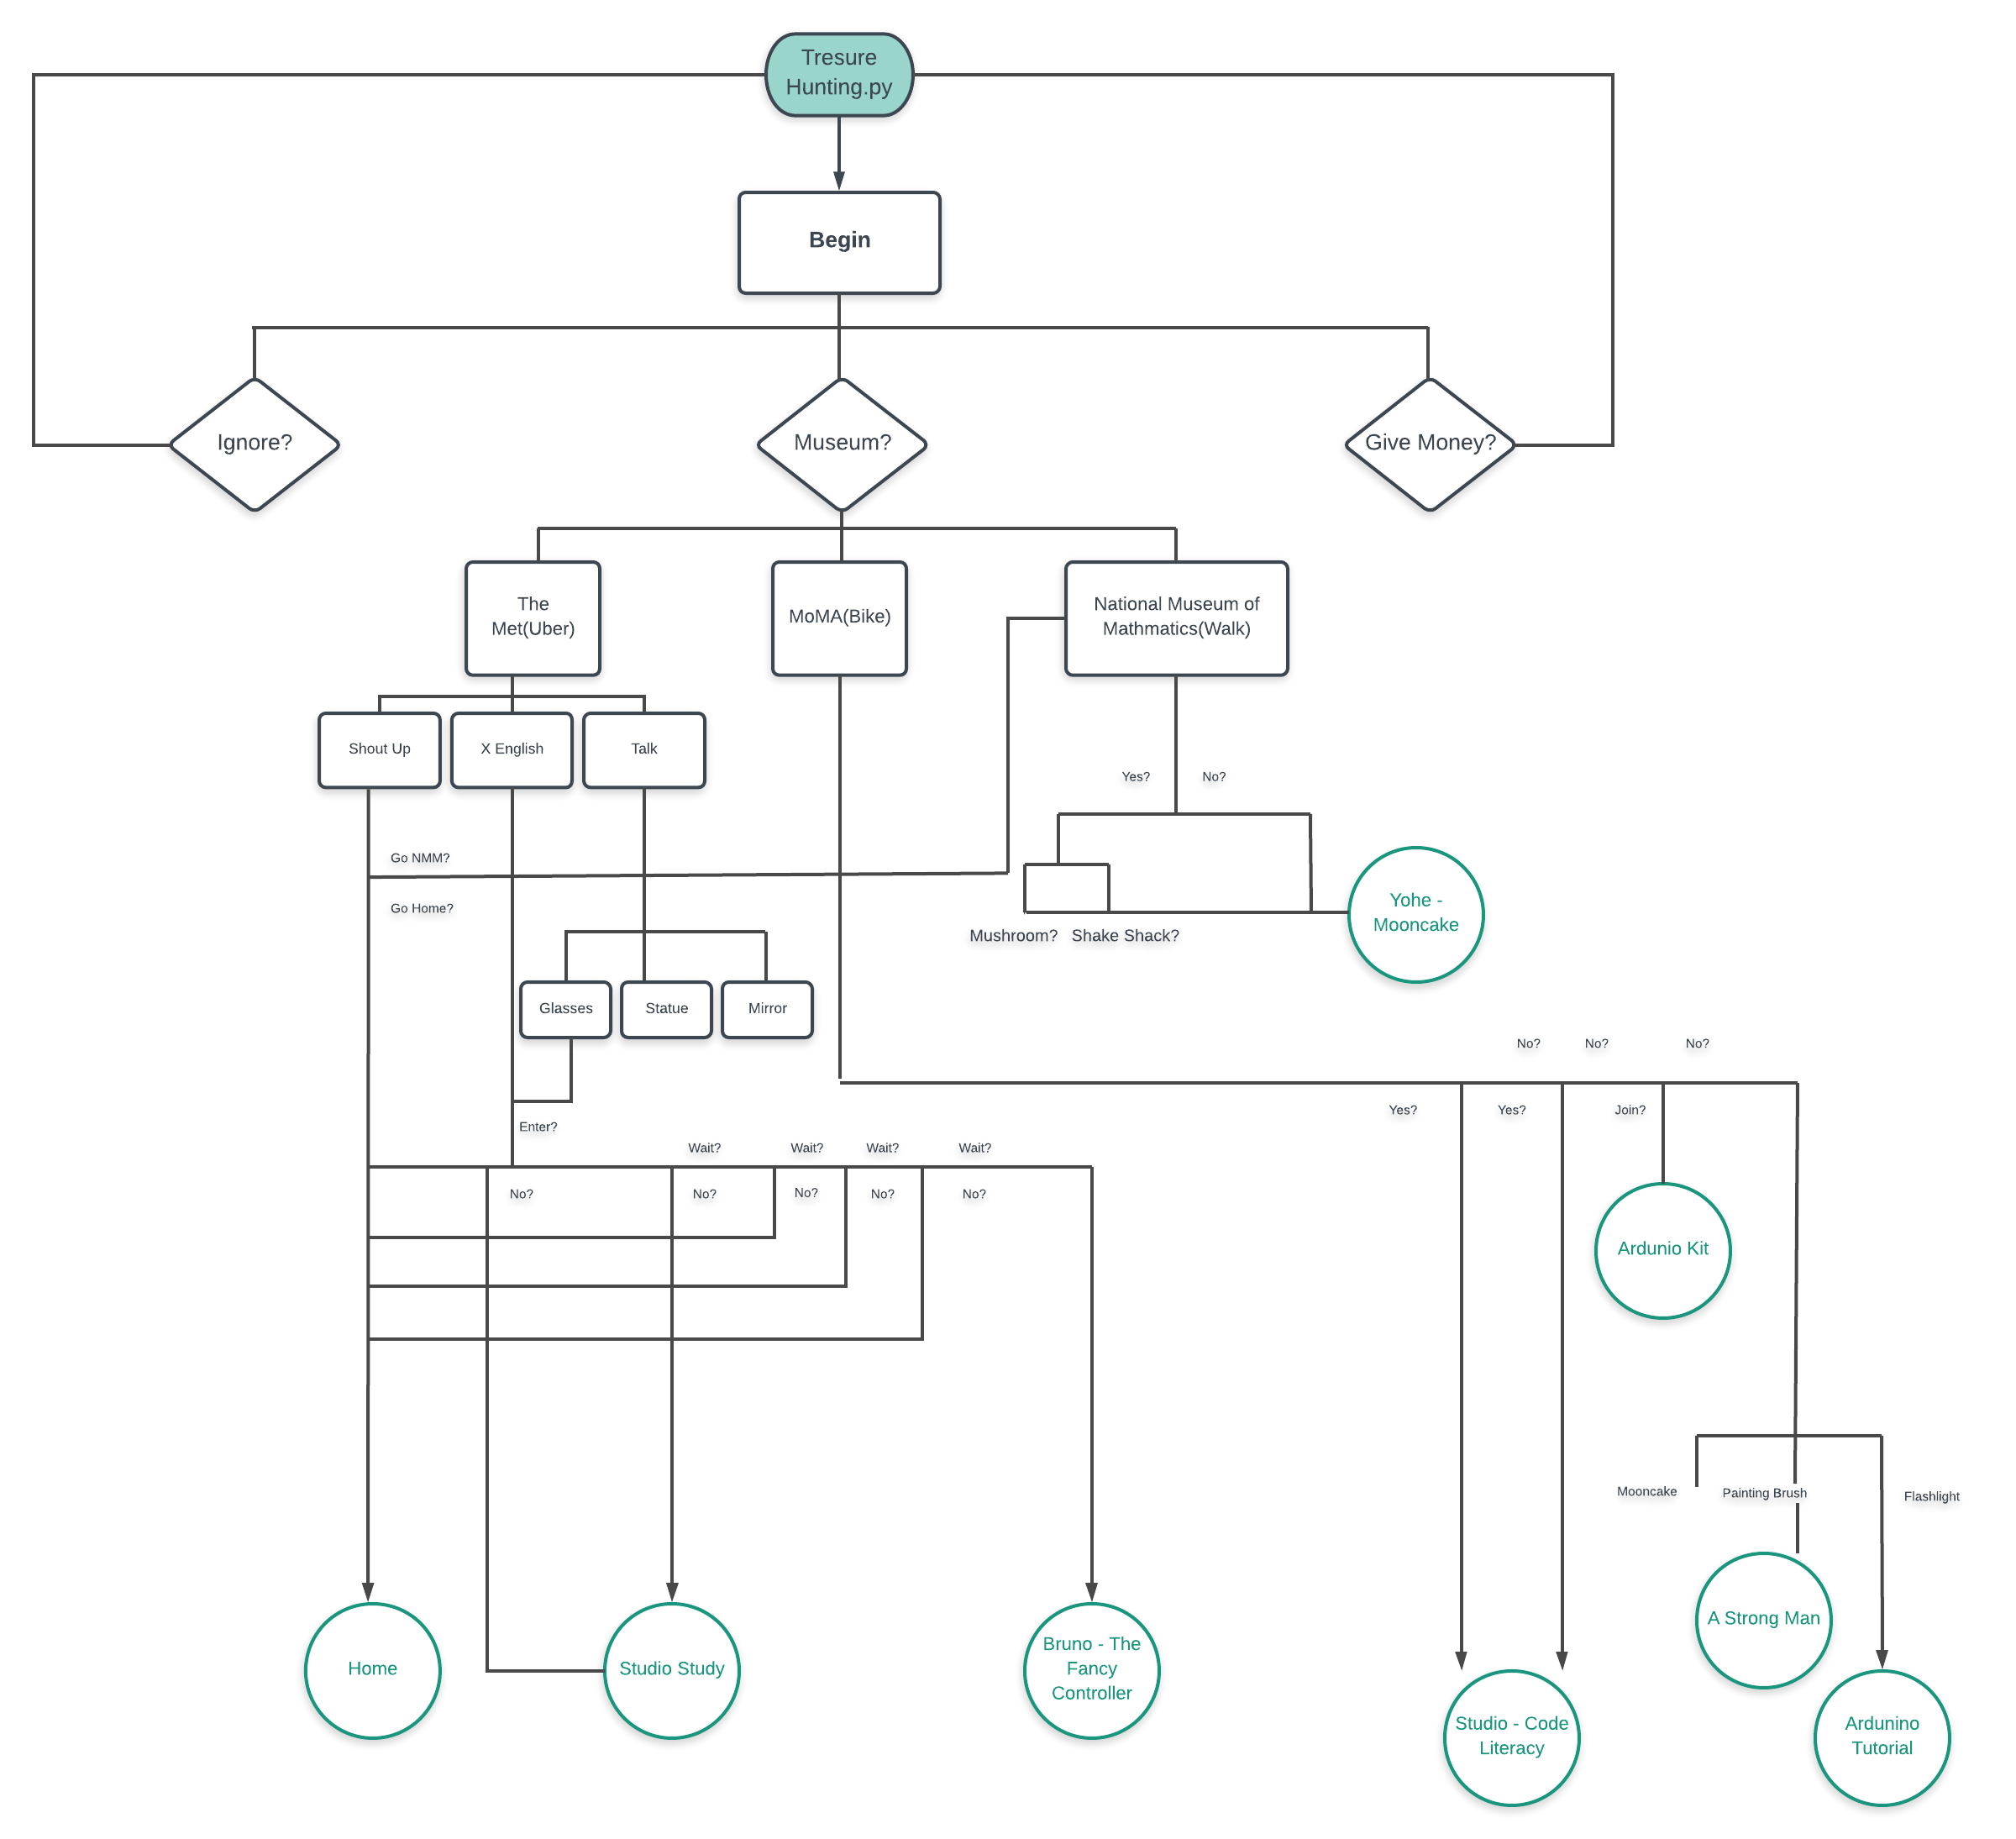 Tresure
Hunting.py
Begin
Ignore?
Museum?
Give Money?
The
Met(Uber)
MoMA(Bike)
National Museum of
Mathmatics(Walk)
Shout Up
X English
Talk
Yes?
No?
Go NMM?
Go Home?
Yohe -
Mooncake
Mushroom?
Shake Shack?
Glasses
Statue
Mirror
No?
No?
No?
Yes?
Yes?
Join?
Enter?
Wait?
Wait?
Wait?
Wait?
No?
No?
No?
No?
No?
Ardunio Kit
Mooncake
Painting Brush
Flashlight
A Strong Man
Home
Studio Study
Bruno - The
Fancy
Controller
Studio - Code
Literacy
Ardunino
Tutorial